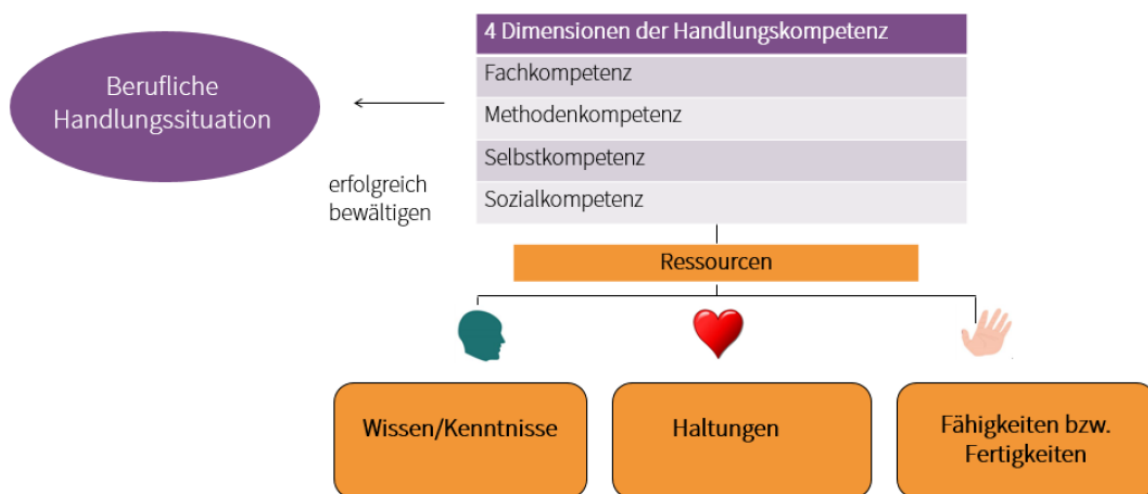 4 Dimensionen der Handlungskompetenz
Fachkompetenz
Methodenkompetenz
Selbstkompetenz
Sozialkompetenz
Berufliche
Handlungssituation
erfolgreich
bewältigen
Ressourcen
Wissen/Kenntnisse
Haltungen
Fähigkeiten bzw.
Fertigkeiten